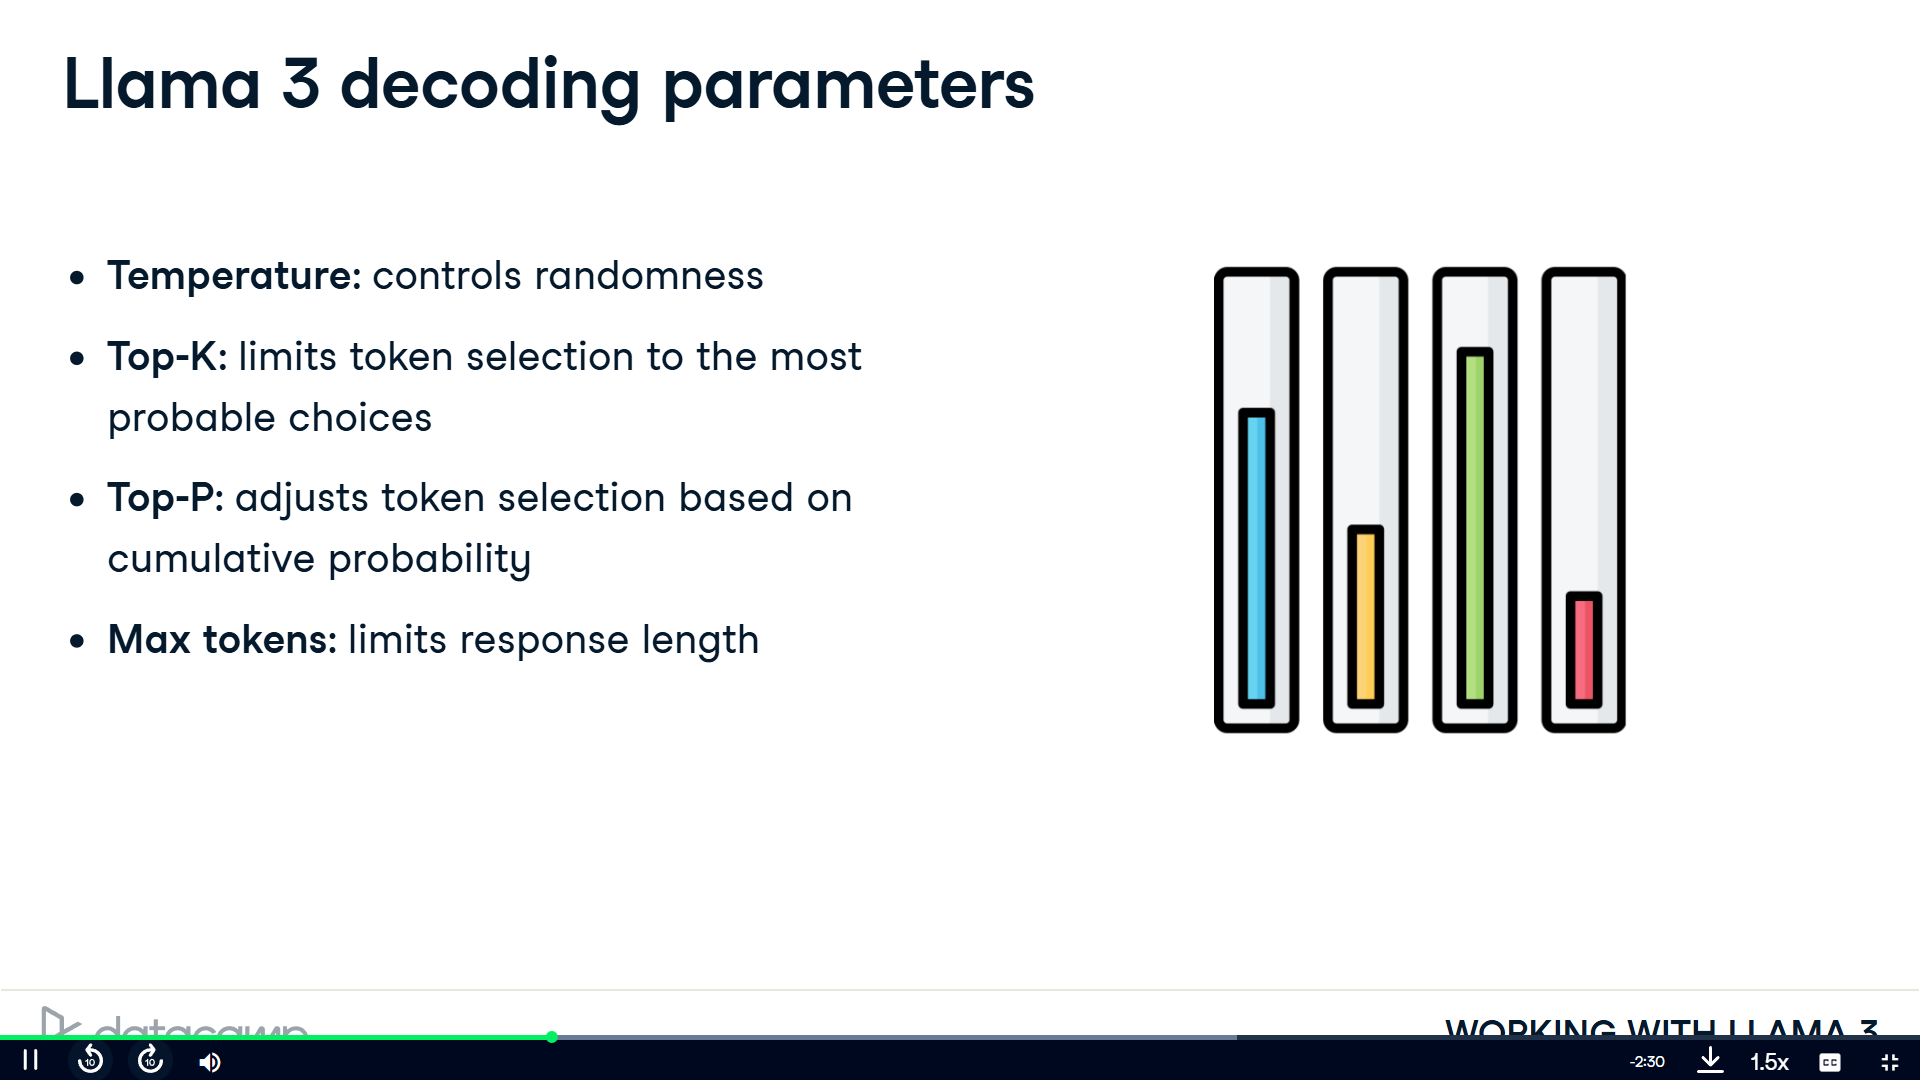 Llama 3 decoding parameters
• Temperature: controls randomness
• Top-K: limits token selection to the most
probable choices
• Top-P: adjusts token selection based on
cumulative probability
• Max tokens: limits response length
datacamp
WORKING WITH LLAMA 3
10
10
-2:30
1.5x
CC